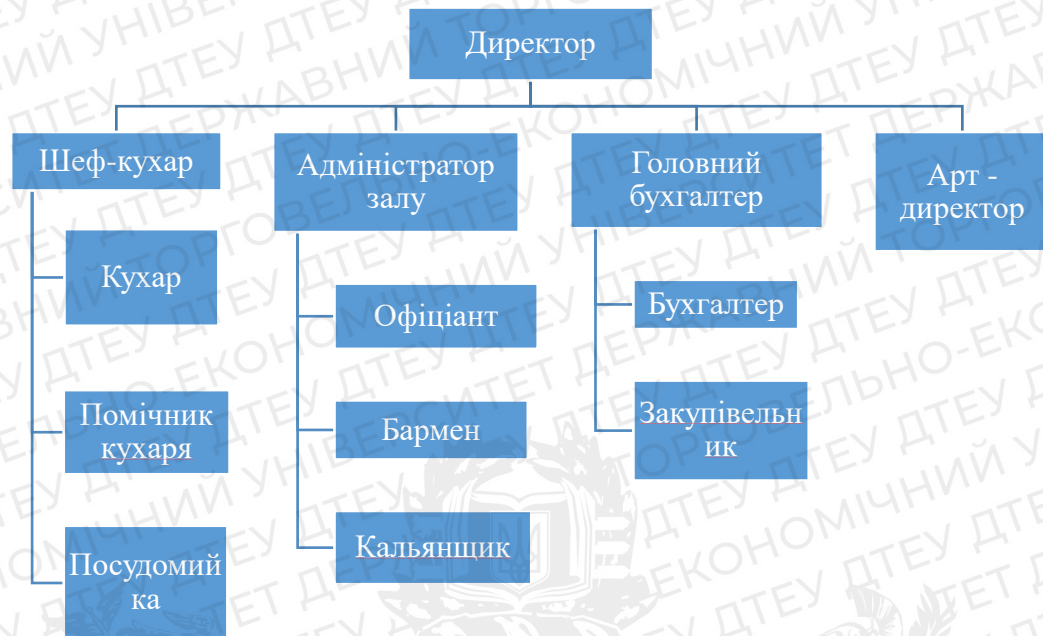 Директор
Шеф-кухар
Адміністратор
залу
Головний
бухгалтер
Арт -
директор
Кухар
Помічник
кухаря
Посудомий
ка
Офіціант
Бармен
Кальянщик
Бухгалтер
Закупівельн
ик